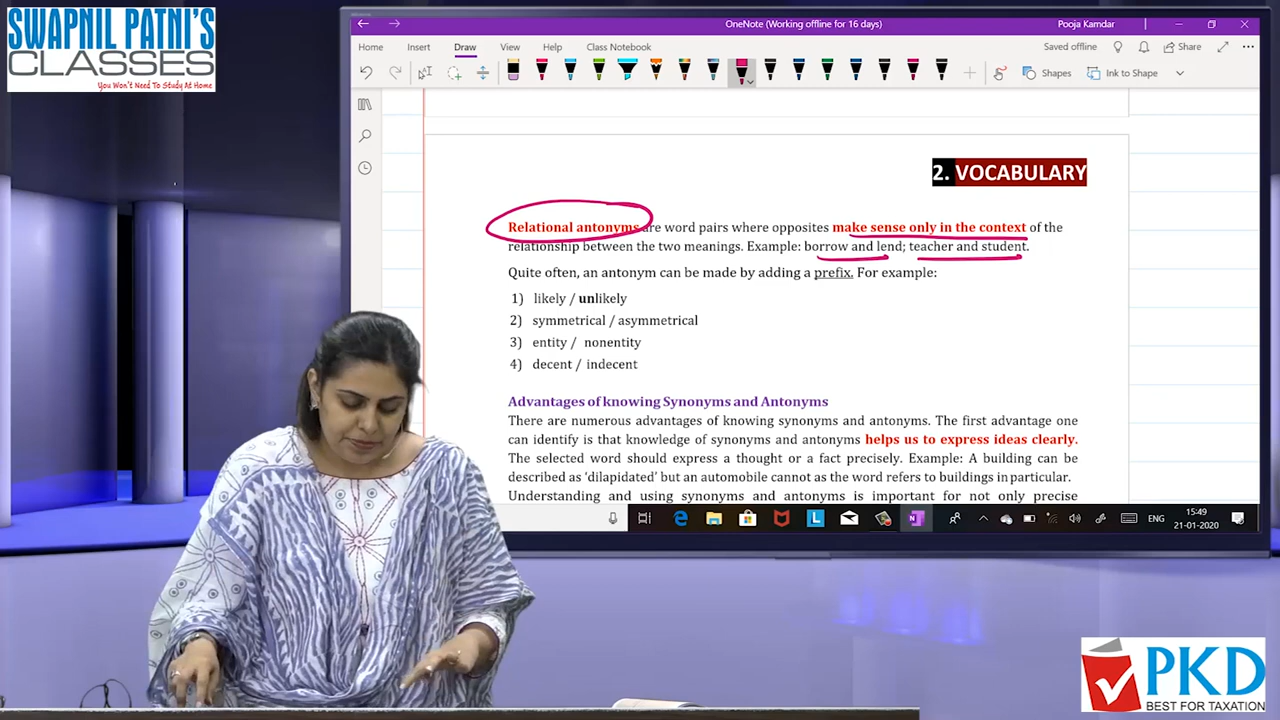 SWAPNIL PATNI'S
CLASSES
You Won't Need To Study At Home
OneNote (Working offline for 16 days)
Pooja Kamdar
Home Insert Draw View Help Class Notebook
Saved offline
Share
Shapes
Ink to Shape
2. VOCABULARY
Relational antonyms are word pairs where opposites make sense only in the context of the
relationship between the two meanings. Example: borrow and lend; teacher and student.
Quite often, an antonym can be made by adding a prefix. For example:
1) likely / unlikely
2) symmetrical / asymmetrical
3) entity / nonentity
4) decent / indecent
Advantages of knowing Synonyms and Antonyms
There are numerous advantages of knowing synonyms and antonyms. The first advantage one
can identify is that knowledge of synonyms and antonyms helps us to express ideas clearly.
The selected word should express a thought or a fact precisely. Example: A building can be
described as 'dilapidated' but an automobile cannot as the word refers to buildings in particular.
Understanding and using synonyms and antonyms is important for not only precise
ENG
15:49
21-01-2020
PKD
BEST FOR TAXATION